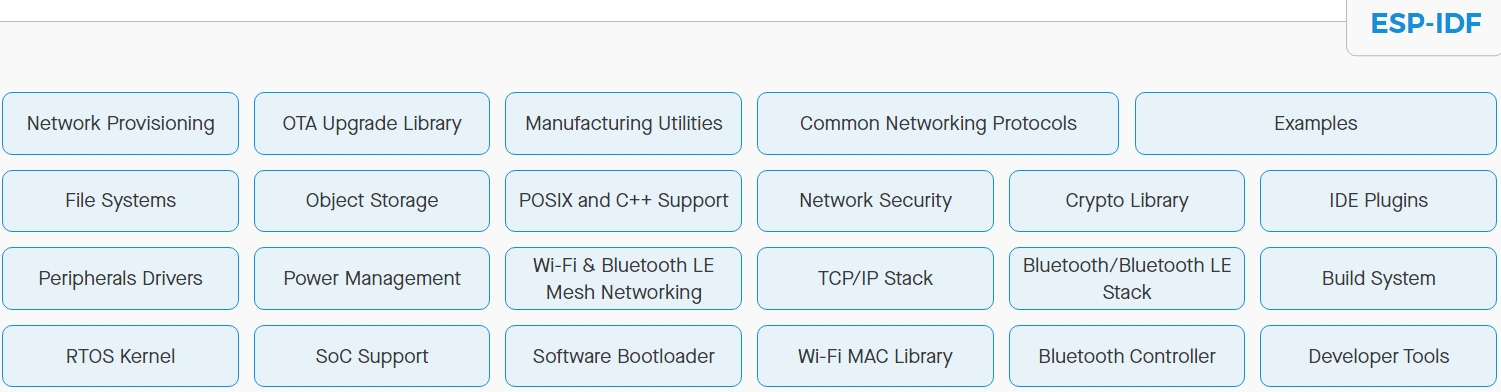 ESP-IDF
Network Provisioning
OTA Upgrade Library
Manufacturing Utilities
Common Networking Protocols
Examples
File Systems
Object Storage
POSIX and C++ Support
Network Security
Crypto Library
IDE Plugins
Peripherals Drivers
Power Management
Wi-Fi & Bluetooth LE
Mesh Networking
TCP/IP Stack
Bluetooth/Bluetooth LE
Stack
Build System
RTOS Kernel
SoC Support
Software Bootloader
Wi-Fi MAC Library
Bluetooth Controller
Developer Tools